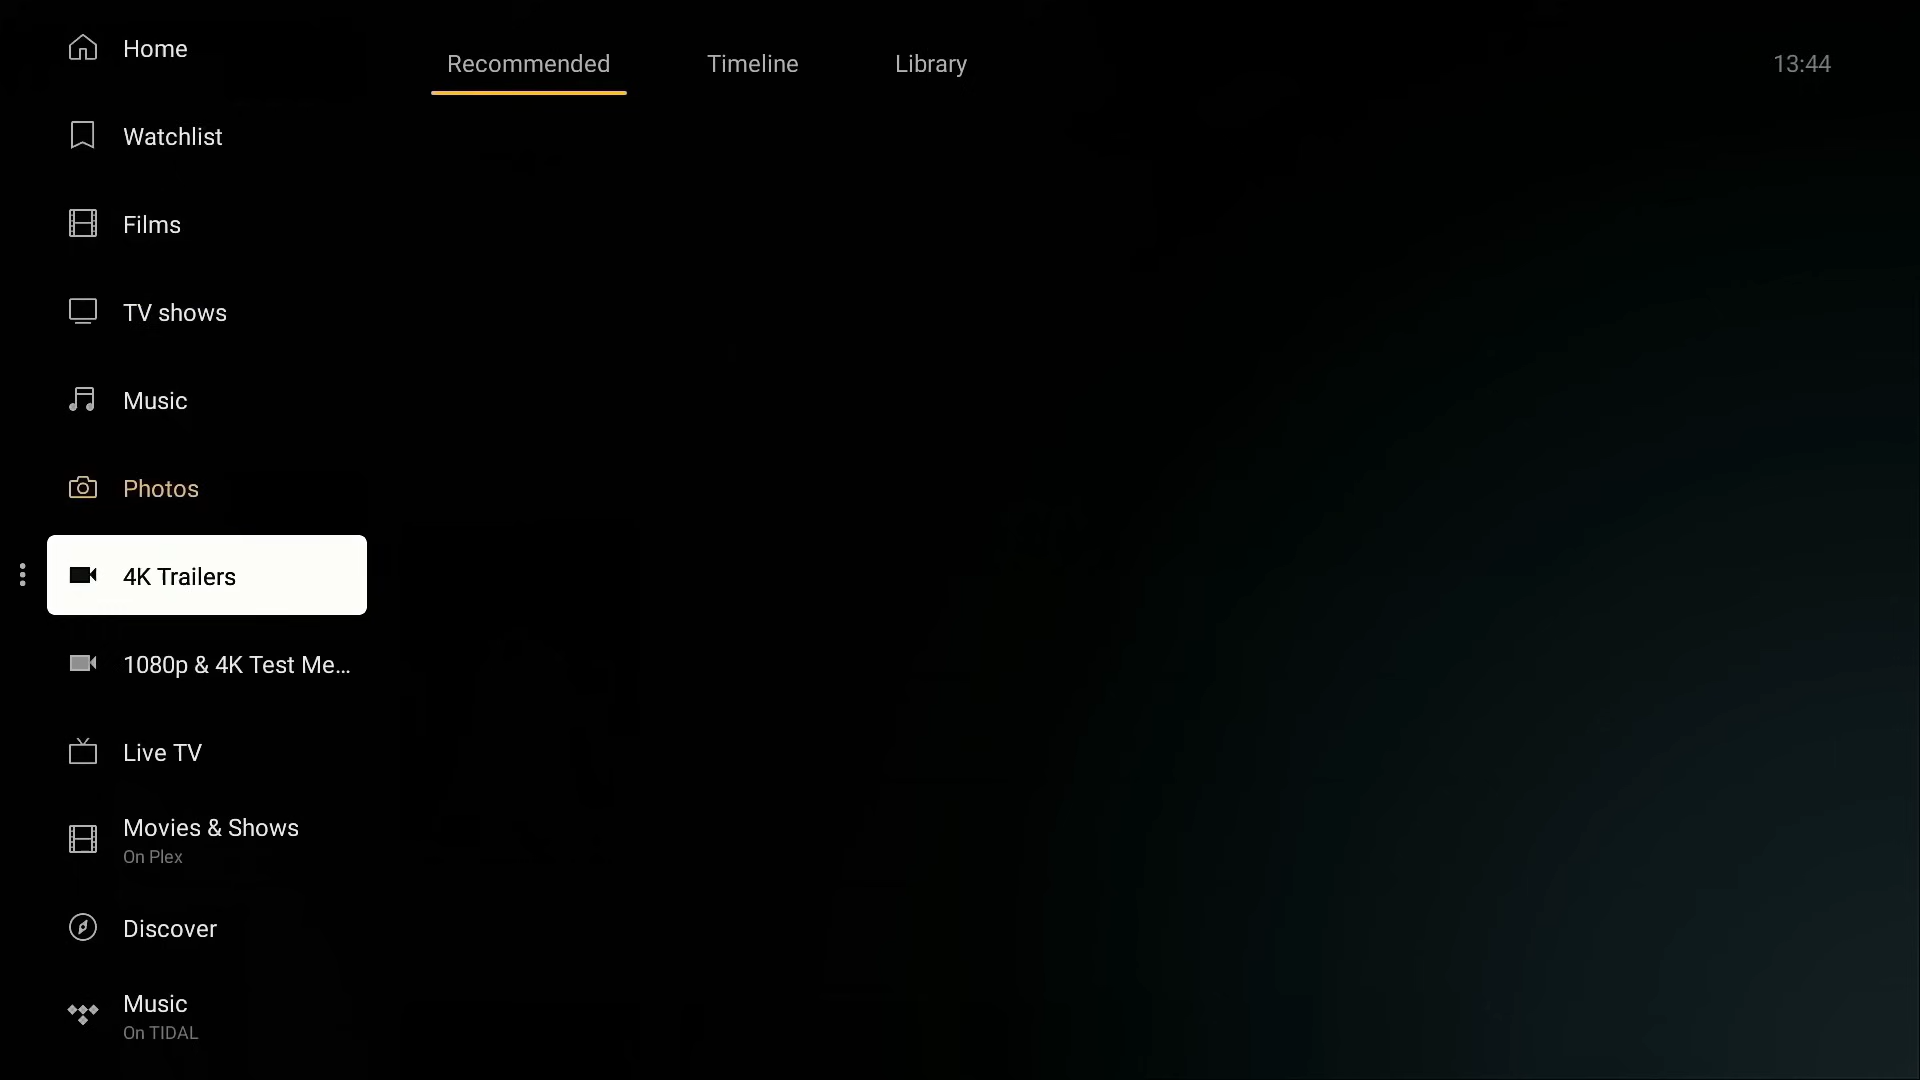 Home
Watchlist
Films
TV shows
Music
Photos
4K Trailers
1080p & 4K Test Me...
Live TV
Movies & Shows
On Plex
Discover
Music
On TIDAL
Recommended
Timeline
Library
13:44